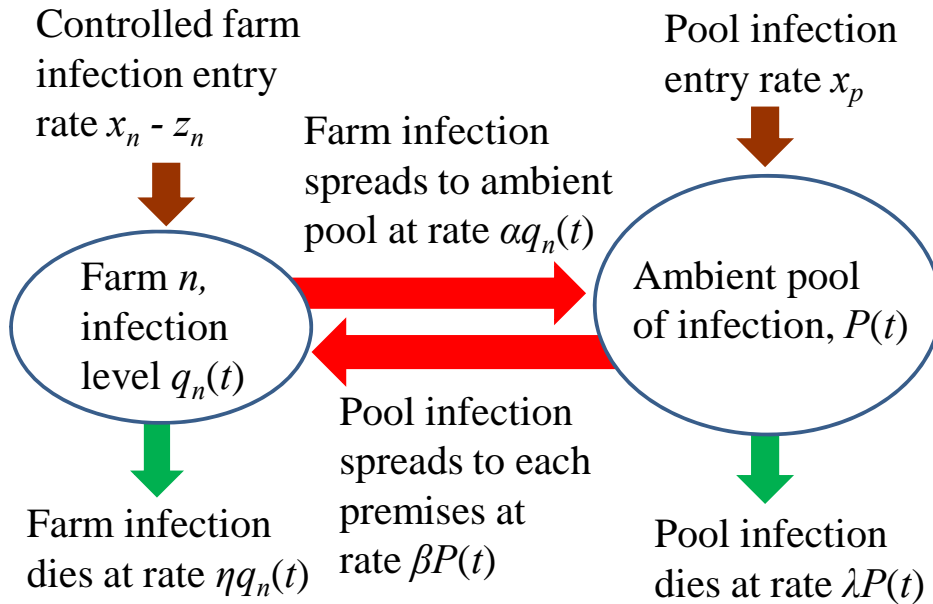 Controlled farm
infection entry
rate xn - zn
Pool infection
entry rate xp
Farm infection
spreads to ambient
pool at rate αqn(t)
Farm n,
infection
level qn(t)
Ambient pool
of infection, P(t)
Pool infection
spreads to each
premises at
rate βP(t)
Farm infection
dies at rate ηqn(t)
Pool infection
dies at rate λP(t)